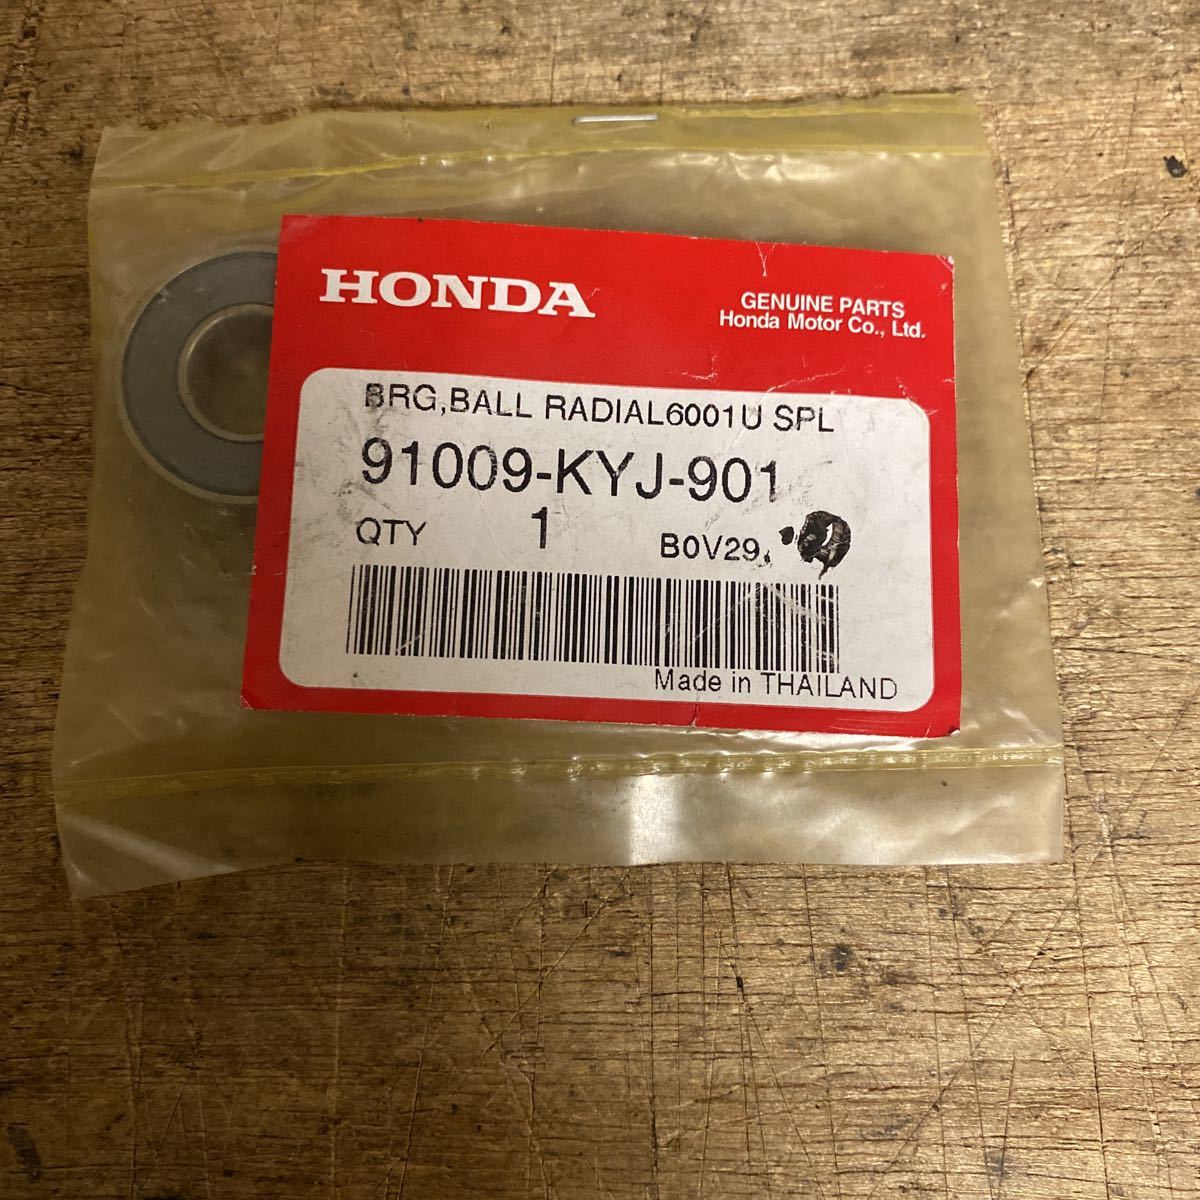 HONDA
GENUINE PARTS
Honda Motor Co., Ltd.
BRG,BALL RADIAL6001U SPL
91009-KYJ-901
QTY 1 B0V29
Made in THAILAND